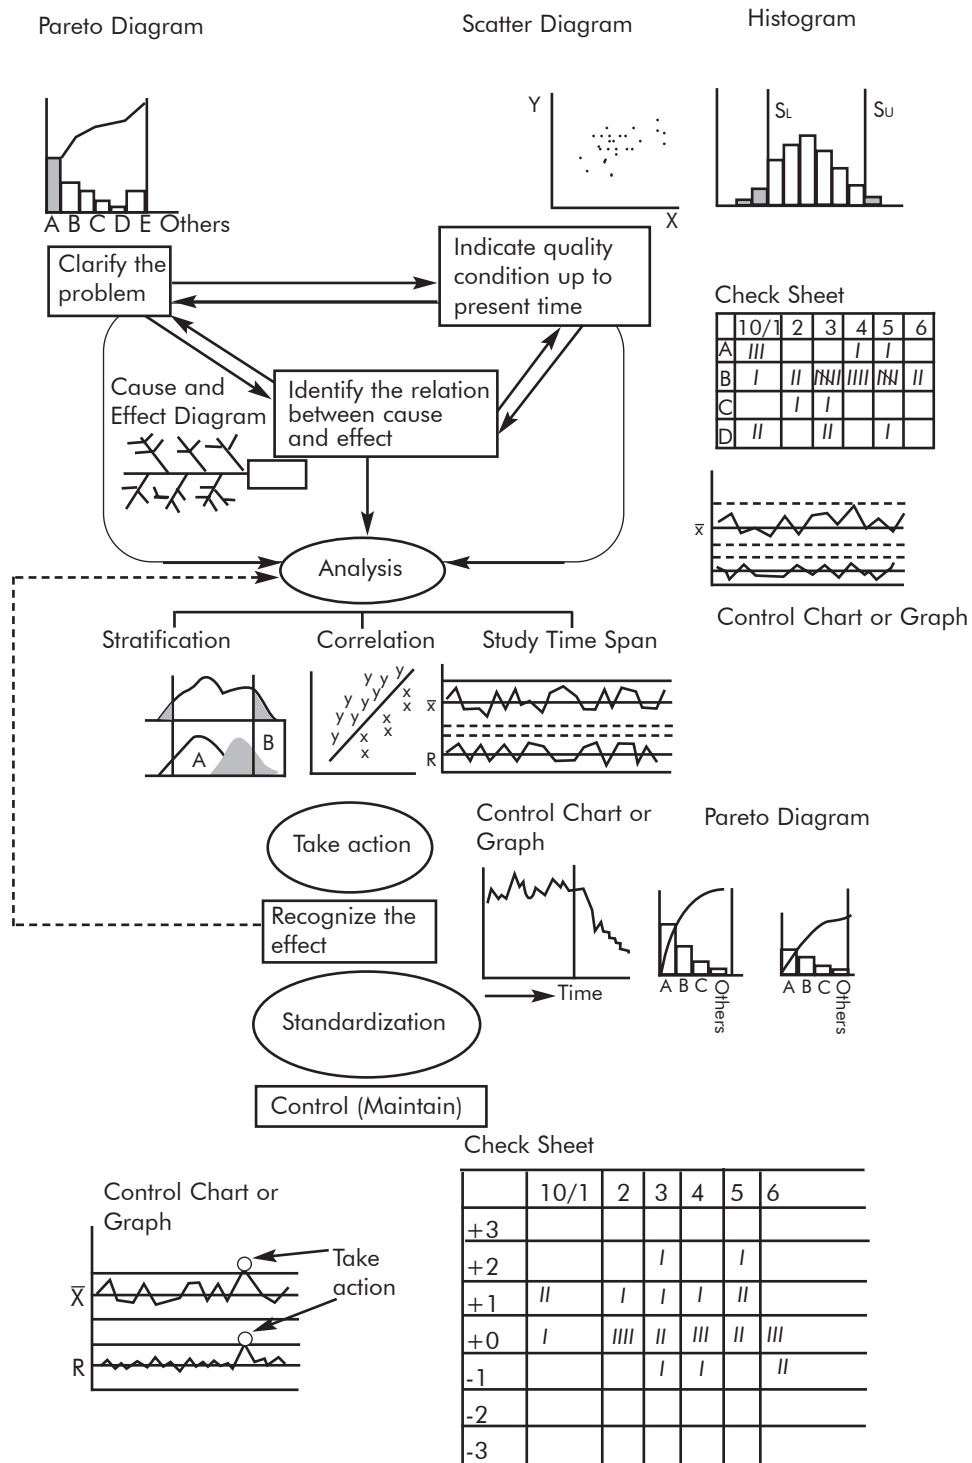 Pareto Diagram
Scatter Diagram
Histogram
Y
X
SL
SU
A B C D E Others
Clarify the
problem
Indicate quality
condition up to
present time
Check Sheet
10/1 2 3 4 5 6
A
B
C
D
Cause and
Effect Diagram
Identify the relation
between cause
and effect
x̅
Analysis
Control Chart or Graph
Stratification
Correlation
Study Time Span
A
B
y y y
y y y
y y y
y
x
x
x
x
x
x
x̅
R
Take action
Control Chart or
Graph
Pareto Diagram
Recognize the
effect
Time
A B C Others
A B C Others
Standardization
Control (Maintain)
Check Sheet
10/1 2 3 4 5 6
+3
+2
+1
+0
-1
-2
-3
Control Chart or
Graph
Take
action
X̅
R